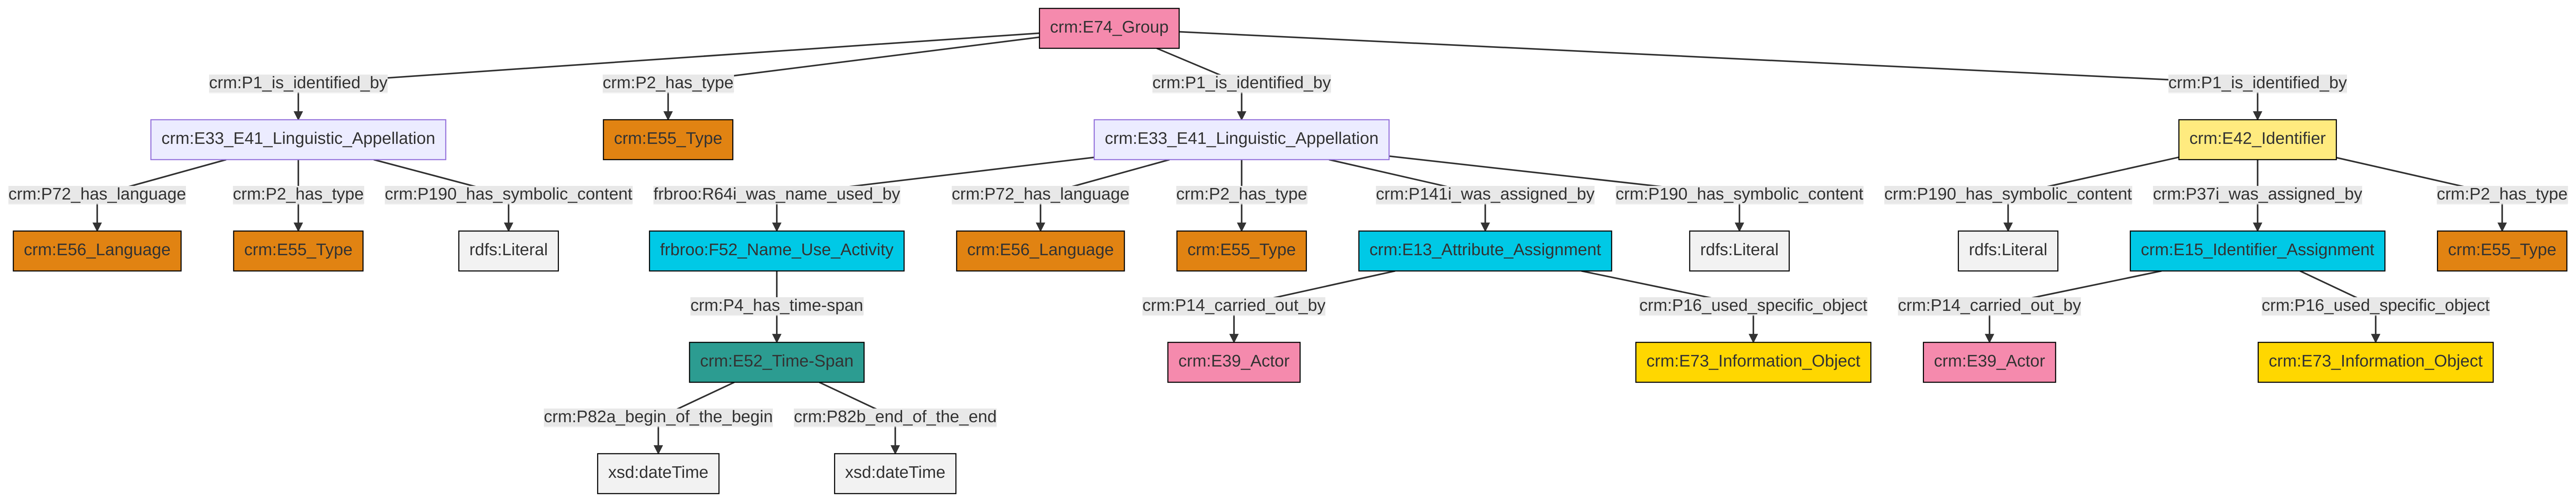 crm:E74_Group
crm:P1_is_identified_by
crm:P2_has_type
crm:P1_is_identified_by
crm:P1_is_identified_by
crm:E33_E41_Linguistic_Appellation
crm:E55_Type
crm:E33_E41_Linguistic_Appellation
crm:E42_Identifier
crm:P72_has_language
crm:P2_has_type
crm:P190_has_symbolic_content
frbroo:R64i_was_name_used_by
crm:P72_has_language
crm:P2_has_type
crm:P141i_was_assigned_by
crm:P190_has_symbolic_content
crm:P190_has_symbolic_content
crm:P37i_was_assigned_by
crm:P2_has_type
crm:E56_Language
crm:E55_Type
rdfs:Literal
frbroo:F52_Name_Use_Activity
crm:E56_Language
crm:E55_Type
crm:E13_Attribute_Assignment
rdfs:Literal
rdfs:Literal
crm:E15_Identifier_Assignment
crm:E55_Type
crm:P4_has_time-span
crm:P14_carried_out_by
crm:P16_used_specific_object
crm:P14_carried_out_by
crm:P16_used_specific_object
crm:E52_Time-Span
crm:E39_Actor
crm:E73_Information_Object
crm:E39_Actor
crm:E73_Information_Object
crm:P82a_begin_of_the_begin
crm:P82b_end_of_the_end
xsd:dateTime
xsd:dateTime